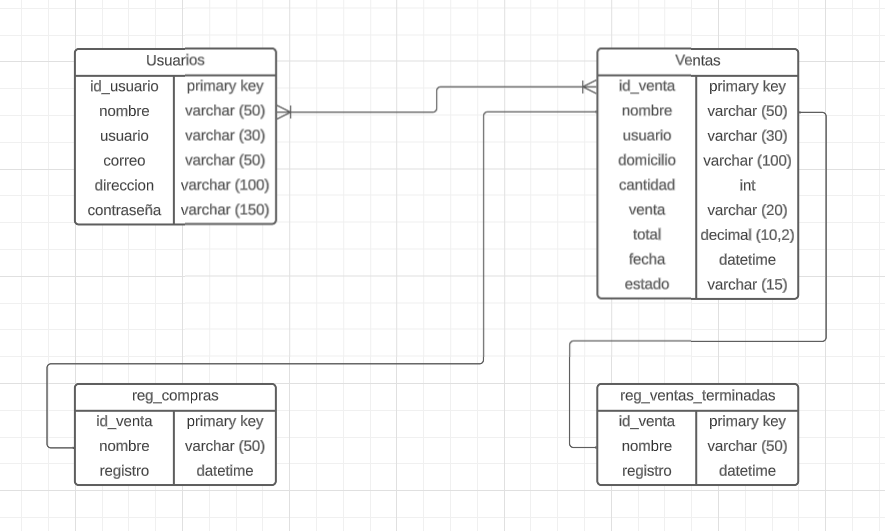 Usuarios
id_usuario primary key
nombre varchar (50)
usuario varchar (30)
correo varchar (50)
direccion varchar (100)
contraseña varchar (150)
Ventas
id_venta primary key
nombre varchar (50)
usuario varchar (30)
domicilio varchar (100)
cantidad int
venta varchar (20)
total decimal (10,2)
fecha datetime
estado varchar (15)
reg_compras
id_venta primary key
nombre varchar (50)
registro datetime
reg_ventas_terminadas
id_venta primary key
nombre varchar (50)
registro datetime